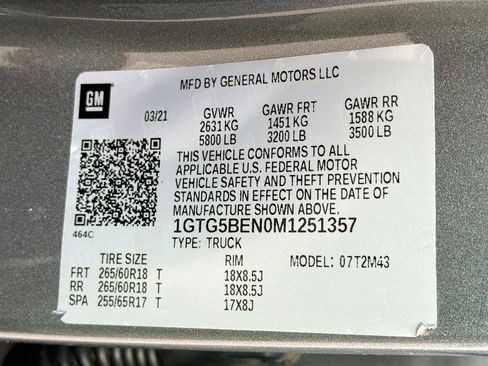 MFD BY GENERAL MOTORS LLC
GM
03/21 GVWR GAWR FRT GAWR RR
2631 KG 1451 KG 1588 KG
5800 LB 3200 LB 3500 LB
THIS VEHICLE CONFORMS TO ALL
APPLICABLE U.S. FEDERAL MOTOR
VEHICLE SAFETY AND THEFT PREVENTION
STANDARDS IN EFFECT ON THE DATE OF
MANUFACTURE SHOWN ABOVE.
464C
1GTG5BEN0M1251357
TYPE: TRUCK MODEL: 07T2M43
TIRE SIZE RIM
FRT 265/60R18 T 18X8.5J
RR 265/60R18 T 18X8.5J
SPA 255/65R17 T 17X8J